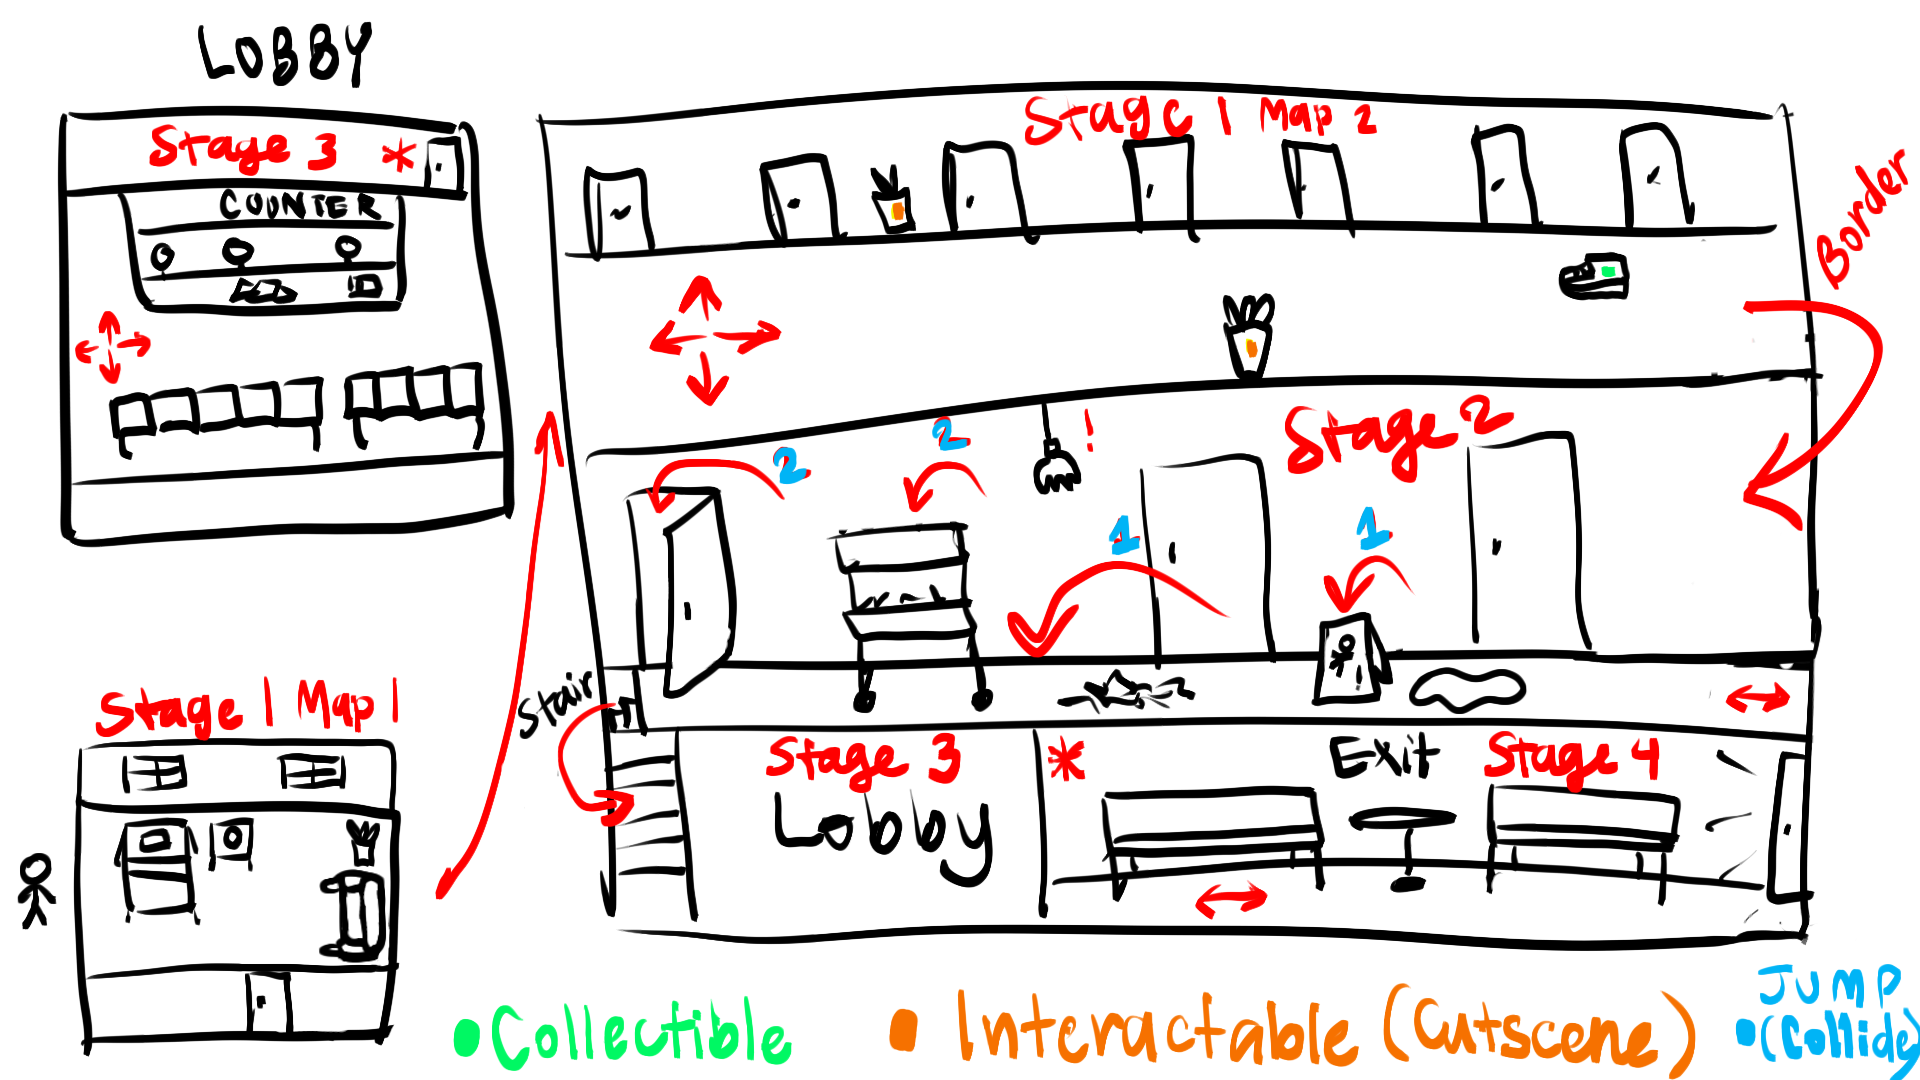 LOBBY
Stage 3 *
COUNTER
Stage 1 Map 2
Border
Stage 2
!
2
2
1
1
Stage 1 Map 1
Stair
Stage 3
Lobby
*
Exit
Stage 4
• Collectible
• Interactable (Cutscene)
JUMP
• (Collide)